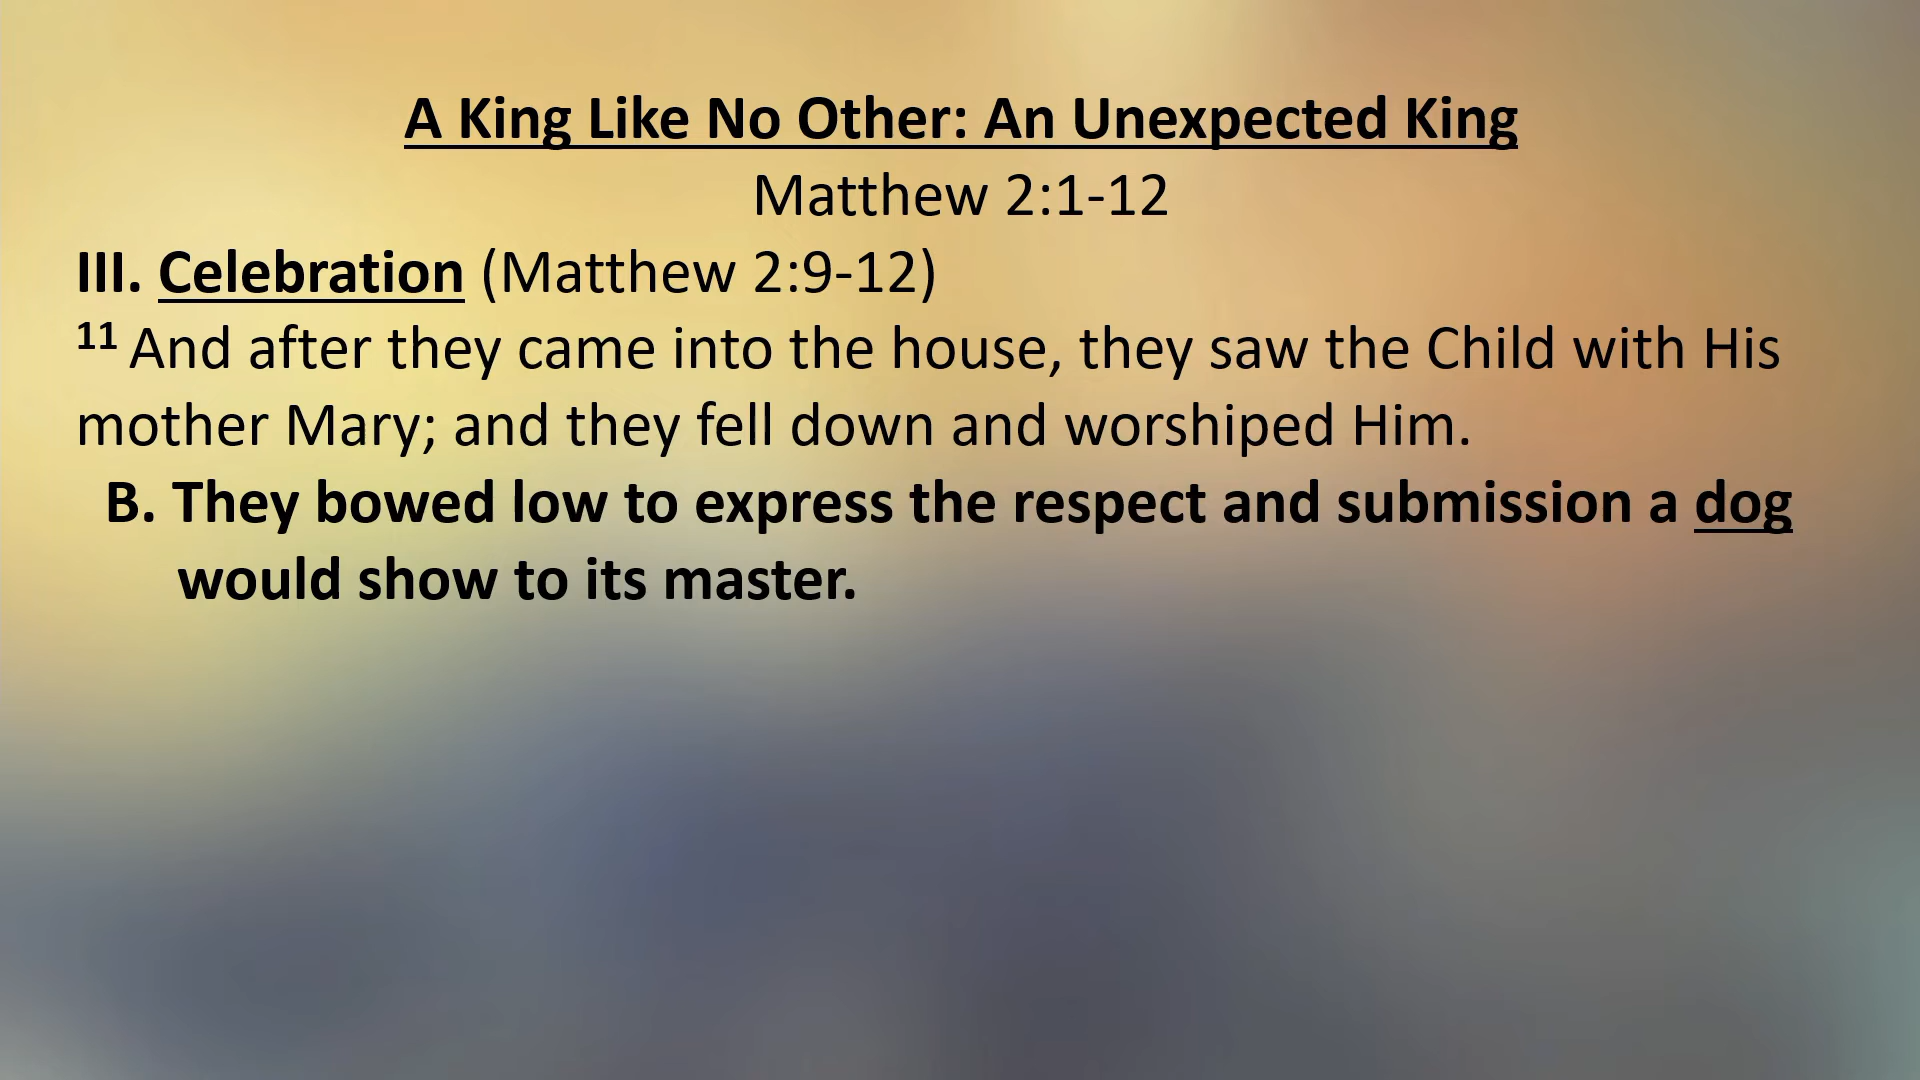 A King Like No Other: An Unexpected King
Matthew 2:1-12
III. Celebration (Matthew 2:9-12)
11 And after they came into the house, they saw the Child with His
mother Mary; and they fell down and worshiped Him.
B. They bowed low to express the respect and submission a dog
would show to its master.